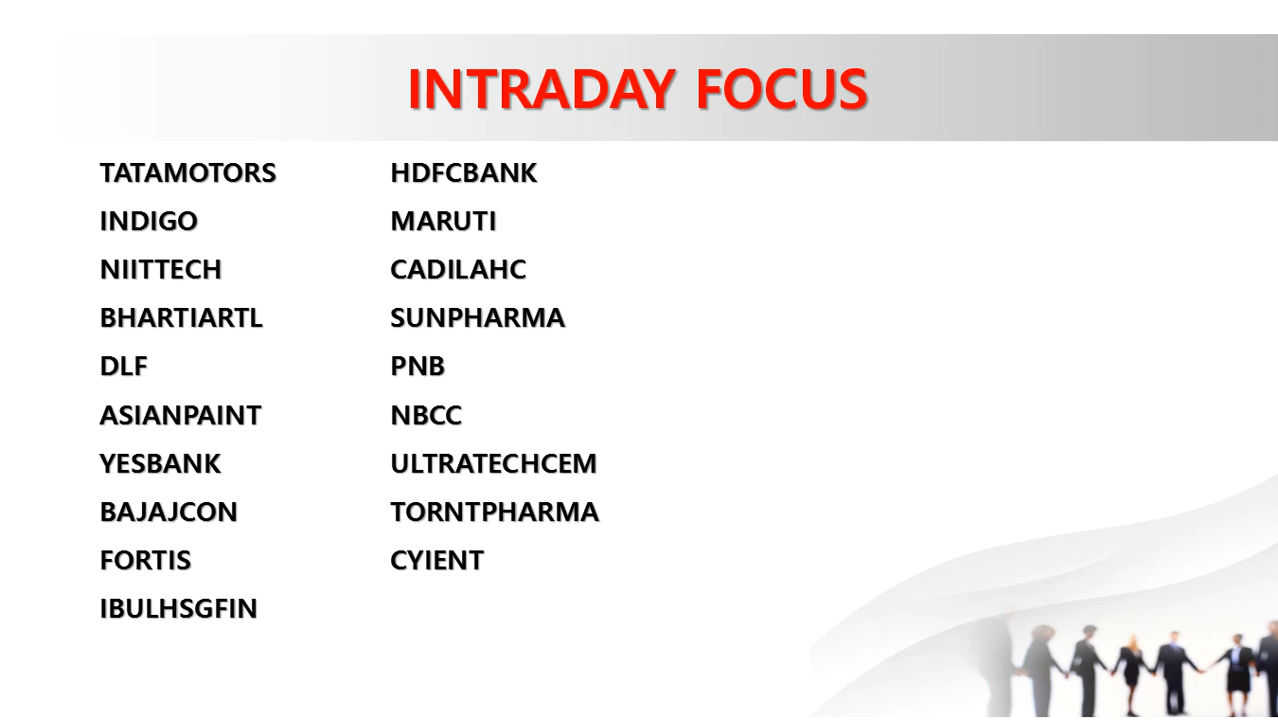 INTRADAY FOCUS
TATAMOTORS
INDIGO
NIITTECH
BHARTIARTL
DLF
ASIANPAINT
YESBANK
BAJAJCON
FORTIS
IBULHSGFIN
HDFCBANK
MARUTI
CADILAHC
SUNPHARMA
PNB
NBCC
ULTRATECHCEM
TORNTPHARMA
CYIENT